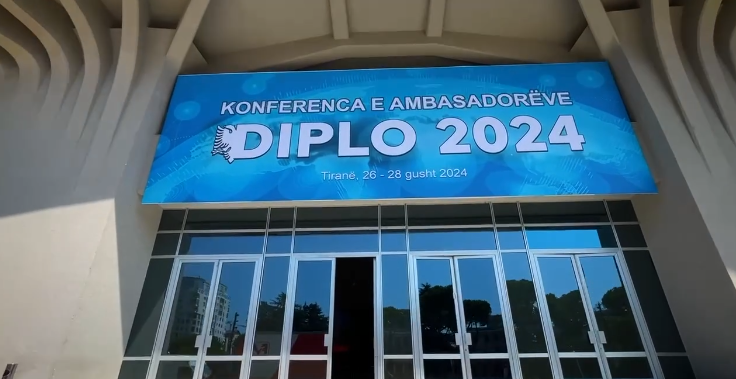 KONFERENCA E AMBASADORËVE
DIPLO 2024
Tiranë, 26 - 28 gusht 2024